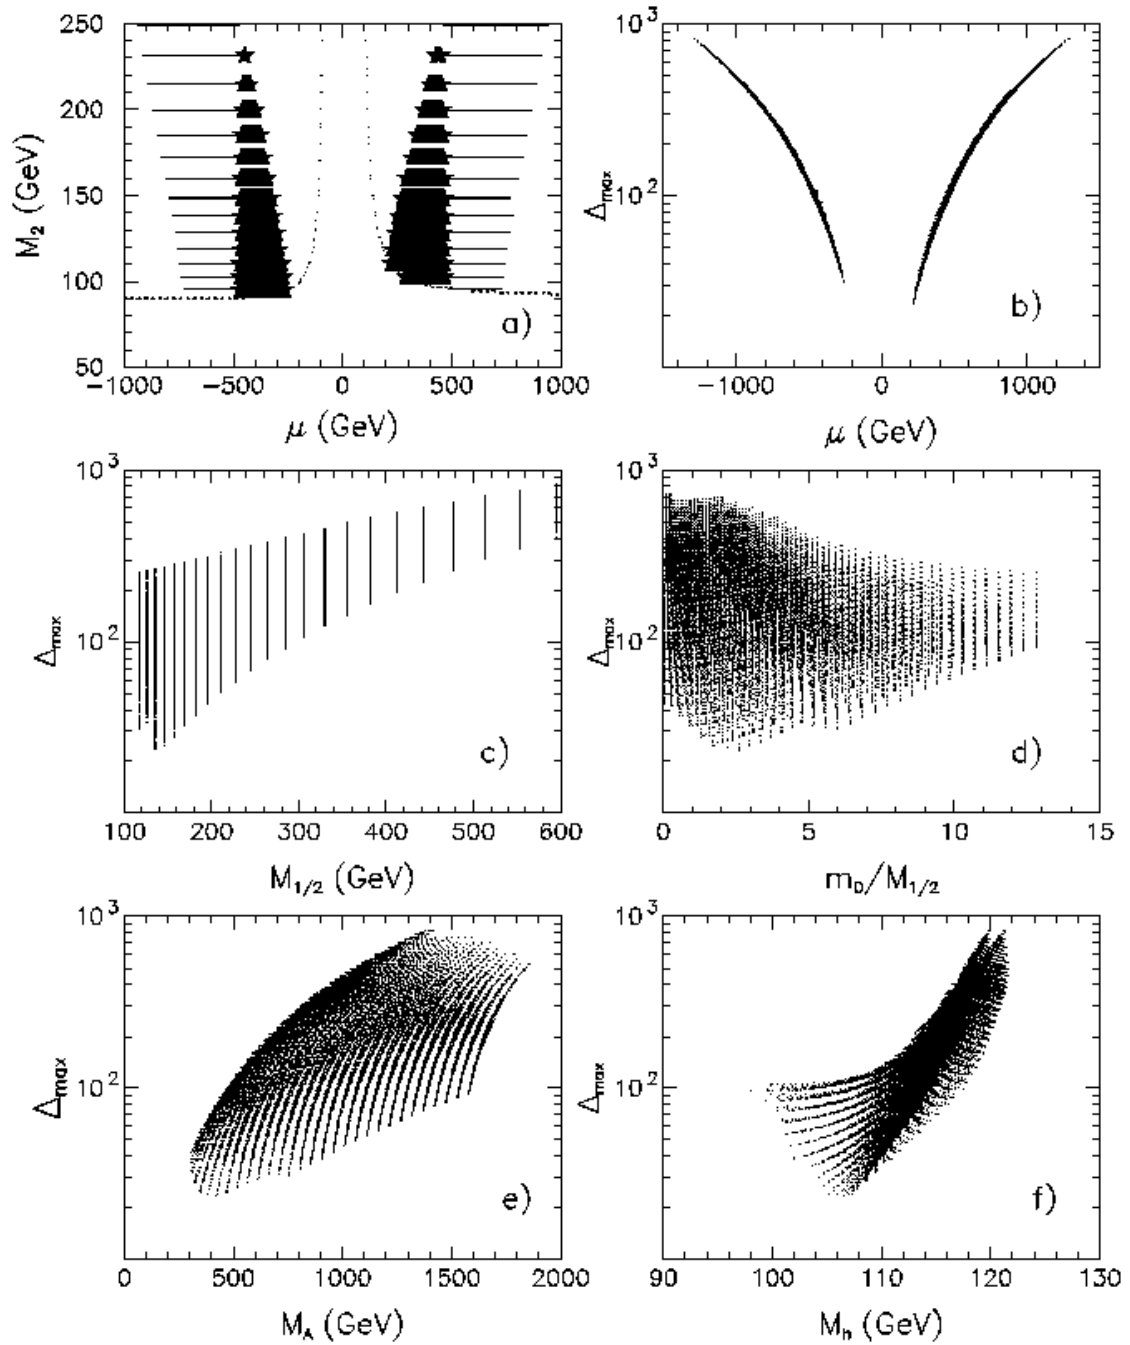 250
200
150
100
50
M₂ (GeV)
−1000 −500 0 500 1000
μ (GeV)
a)
10³
10²
Δmax
−1000 0 1000
μ (GeV)
b)
10³
10²
Δmax
100 200 300 400 500 600
M₁/₂ (GeV)
c)
10³
10²
Δmax
0 5 10 15
m₀/M₁/₂
d)
10³
10²
Δmax
0 500 1000 1500 2000
M_A (GeV)
e)
10³
10²
Δmax
90 100 110 120 130
M_h (GeV)
f)